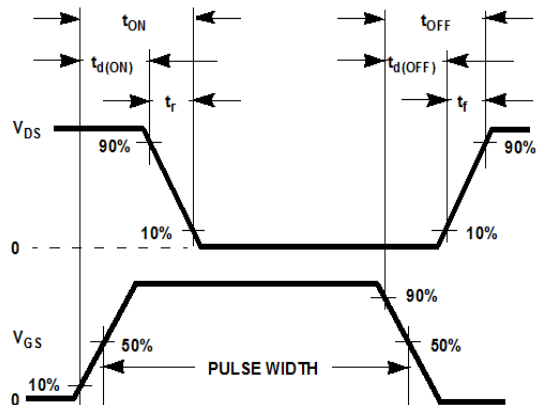 tON tOFF
td(ON) td(OFF)
tr tf
VDS
90% 90%
10% 10%
0
90%
VGS 50% 50%
PULSE WIDTH
10%
0